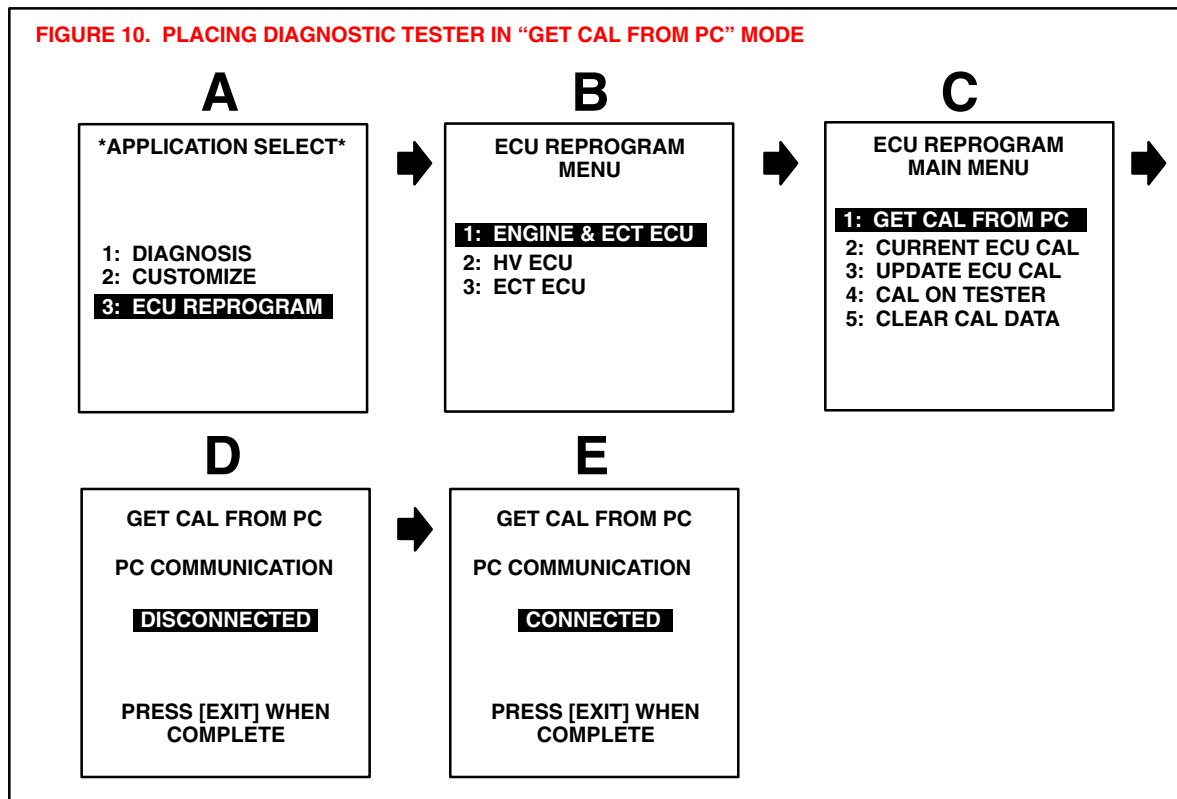 FIGURE 10. PLACING DIAGNOSTIC TESTER IN “GET CAL FROM PC” MODE
A
*APPLICATION SELECT*
1: DIAGNOSIS
2: CUSTOMIZE
3: ECU REPROGRAM
B
ECU REPROGRAM
MENU
1: ENGINE & ECT ECU
2: HV ECU
3: ECT ECU
C
ECU REPROGRAM
MAIN MENU
1: GET CAL FROM PC
2: CURRENT ECU CAL
3: UPDATE ECU CAL
4: CAL ON TESTER
5: CLEAR CAL DATA
D
GET CAL FROM PC
PC COMMUNICATION
DISCONNECTED
PRESS [EXIT] WHEN
COMPLETE
E
GET CAL FROM PC
PC COMMUNICATION
CONNECTED
PRESS [EXIT] WHEN
COMPLETE